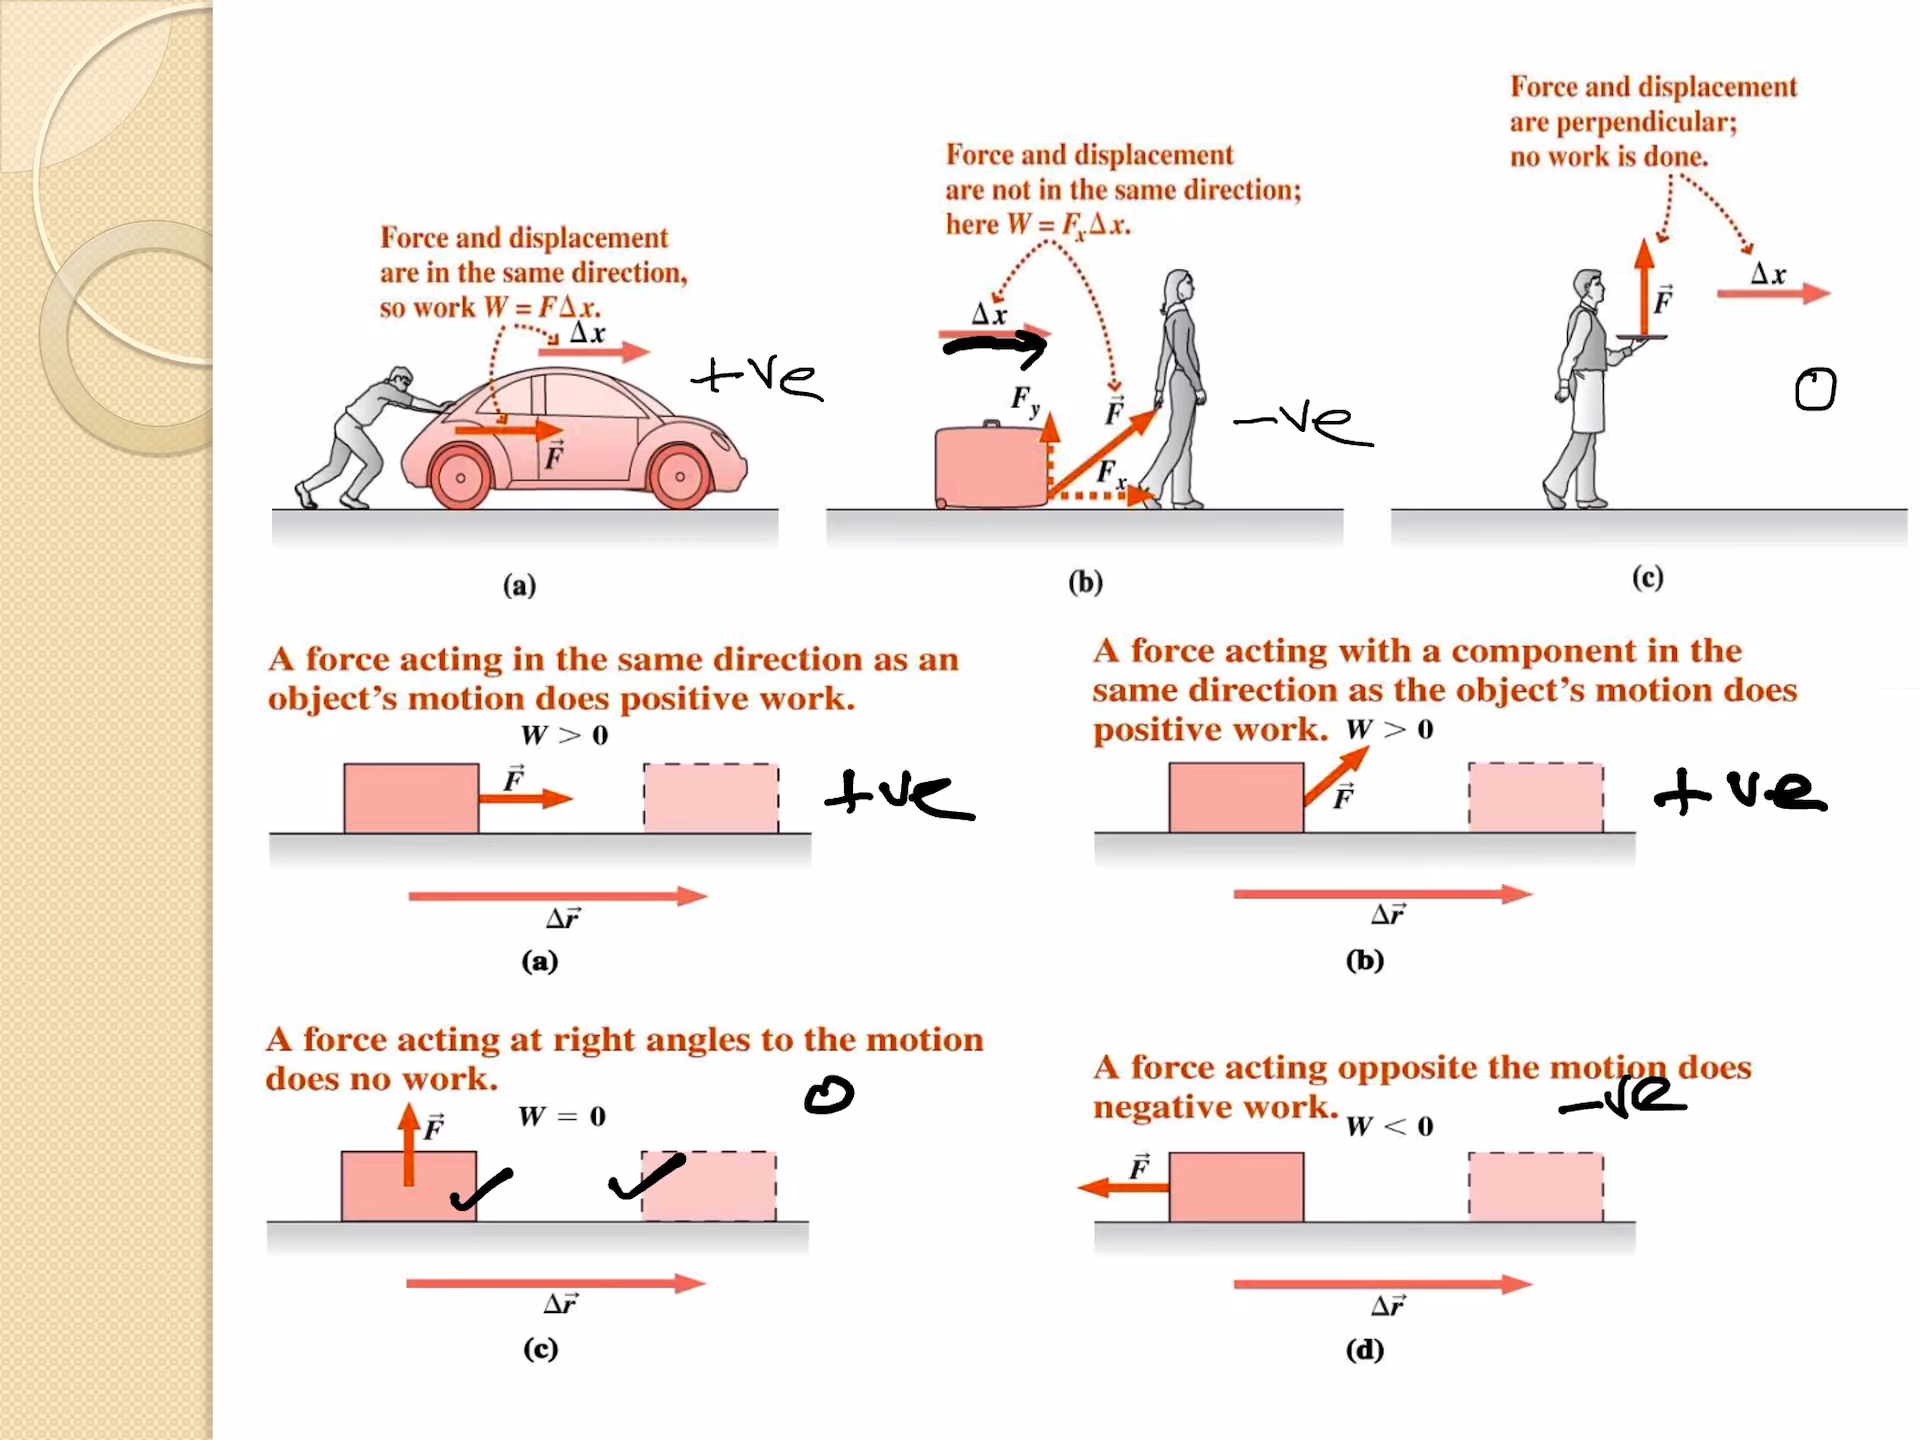 Force and displacement
are in the same direction,
so work W = FΔx.
Δx
F⃗
+ve
(a)
Force and displacement
are not in the same direction;
here W = FₓΔx.
Δx
F_y
F⃗
Fₓ
-ve
(b)
Force and displacement
are perpendicular;
no work is done.
Δx
F⃗
0
(c)
A force acting in the same direction as an
object's motion does positive work.
W > 0
F⃗
+ve
Δr⃗
(a)
A force acting with a component in the
same direction as the object's motion does
positive work. W > 0
F⃗
+ve
Δr⃗
(b)
A force acting at right angles to the motion
does no work.
0
W = 0
F⃗
Δr⃗
(c)
A force acting opposite the motion does
negative work.
-ve
W < 0
F⃗
Δr⃗
(d)